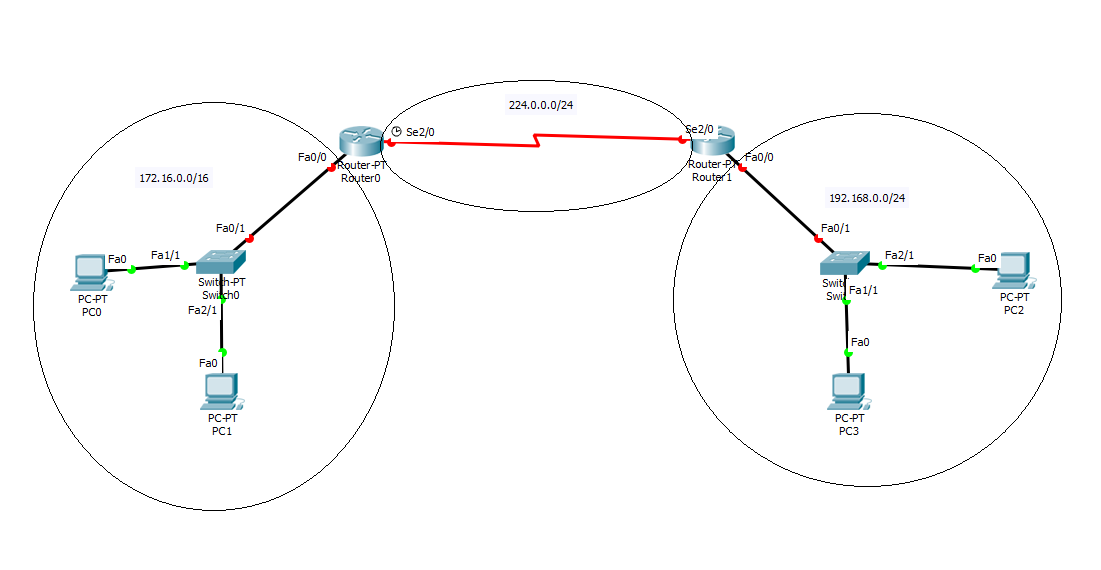 224.0.0.0/24
Se2/0
Se2/0
Fa0/0
Router-PT
Router0
Router-PT
Router1
Fa0/0
172.16.0.0/16
192.168.0.0/24
Fa0/1
Fa0/1
Fa0
Fa1/1
Switch-PT
Switch0
Fa2/1
Fa0
PC-PT
PC0
Fa2/1
Fa1/1
PC-PT
PC2
Fa0
Fa0
PC-PT
PC1
PC-PT
PC3